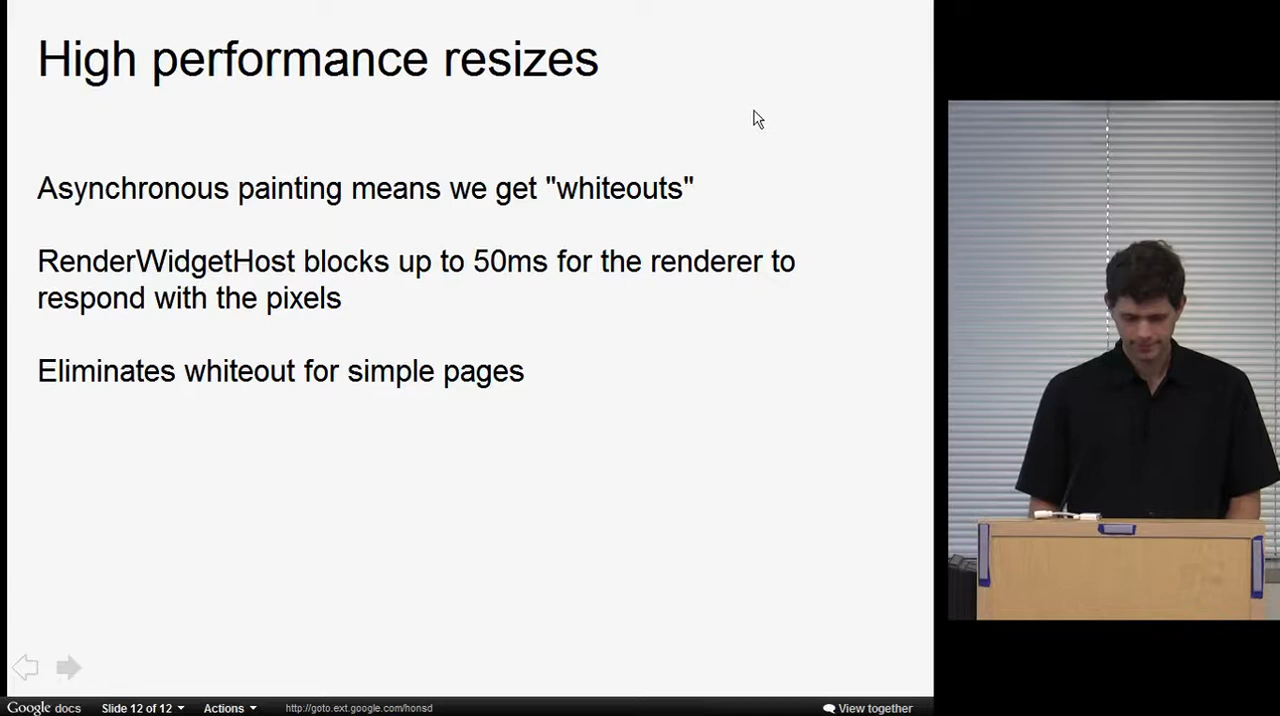 High performance resizes
Asynchronous painting means we get "whiteouts"
RenderWidgetHost blocks up to 50ms for the renderer to
respond with the pixels
Eliminates whiteout for simple pages
Google docs Slide 12 of 12 Actions http://goto.ext.google.com/honsd View together